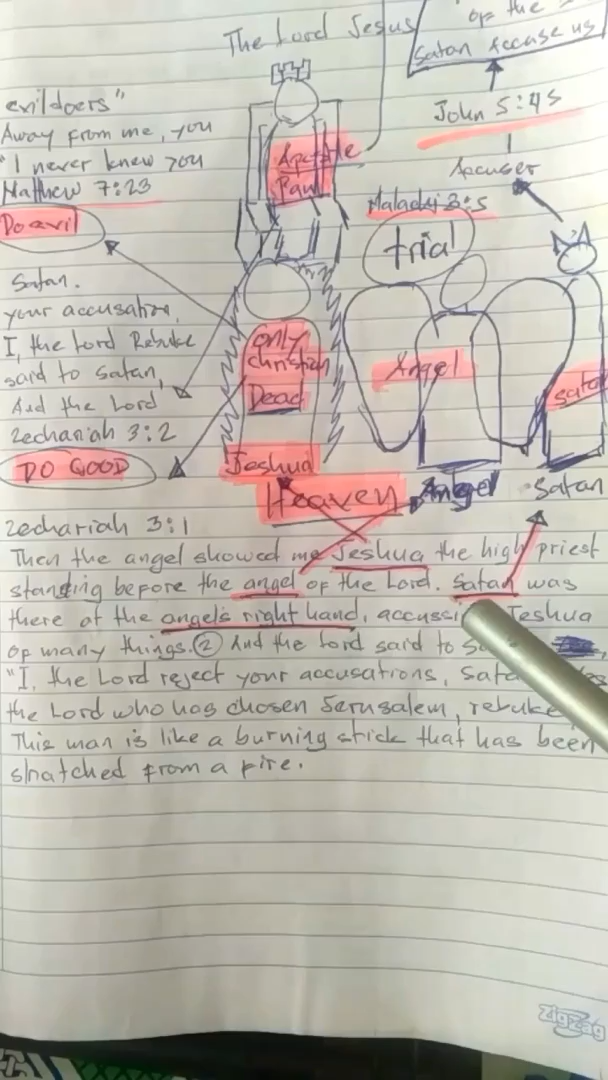 The Lord Jesus
of the
Satan Accuse us
John 5:45
Accuser
evildoers"
Away from me, you
"I never knew you
Matthew 7:23
Do evil
Apostle
Paul
Malachi 3:5
trial
Satan.
your accusation,
I, the Lord Rebuke
said to Satan,
And the Lord
Zechariah 3:2
DO GOOD
only
Christian
Dead
Jeshua
Angel
Satan
Heaven
Angel
Satan
Zechariah 3:1
Then the angel showed me Jeshua the high priest
standing before the angel of the Lord. Satan was
there at the angel's right hand, accussi Jeshua
of many things. ② And the Lord said to
"I, the Lord reject your accusations, Sata
the Lord who has chosen Jerusalem, rebuke
This man is like a burning stick that has been
snatched from a fire.
zigzag